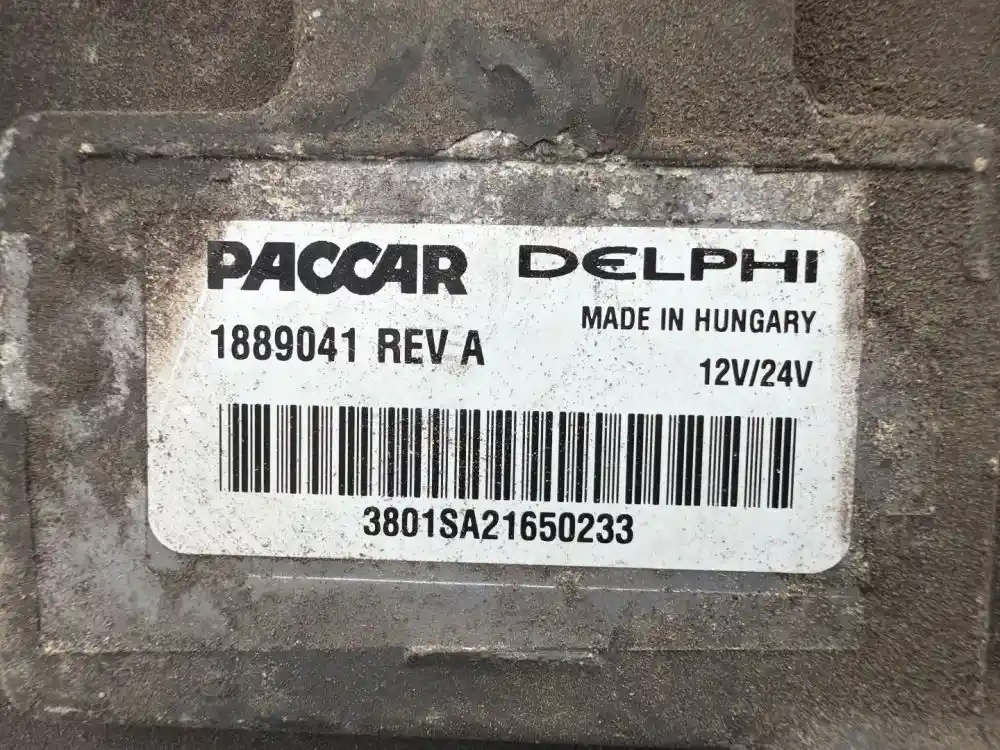 PACCAR DELPHI
MADE IN HUNGARY
1889041 REV A
12V/24V
3801SA21650233